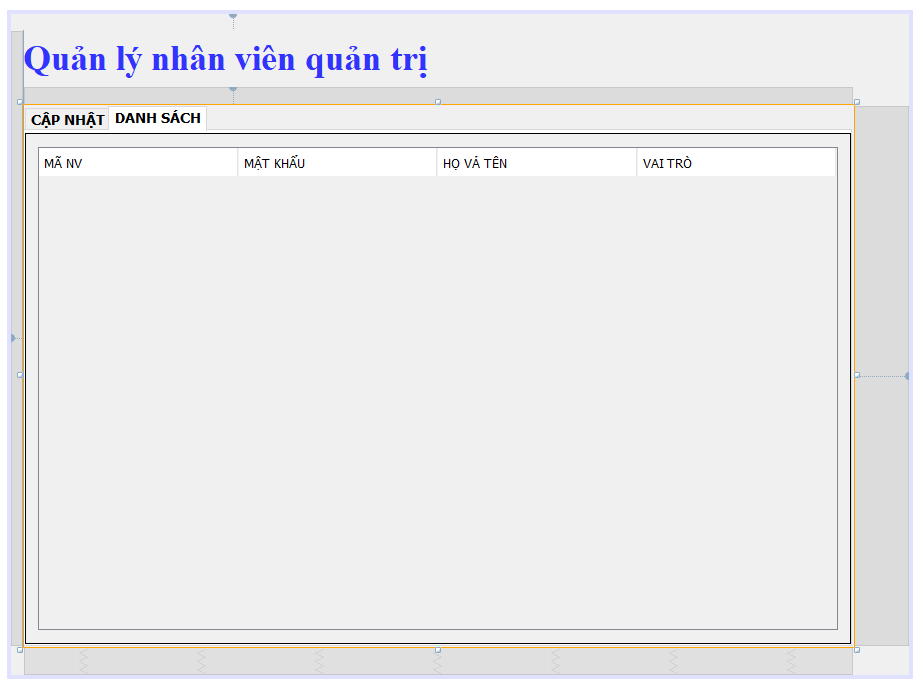 Quản lý nhân viên quản trị
CẬP NHẬT DANH SÁCH
MÃ NV MẬT KHẨU HỌ VÀ TÊN VAI TRÒ